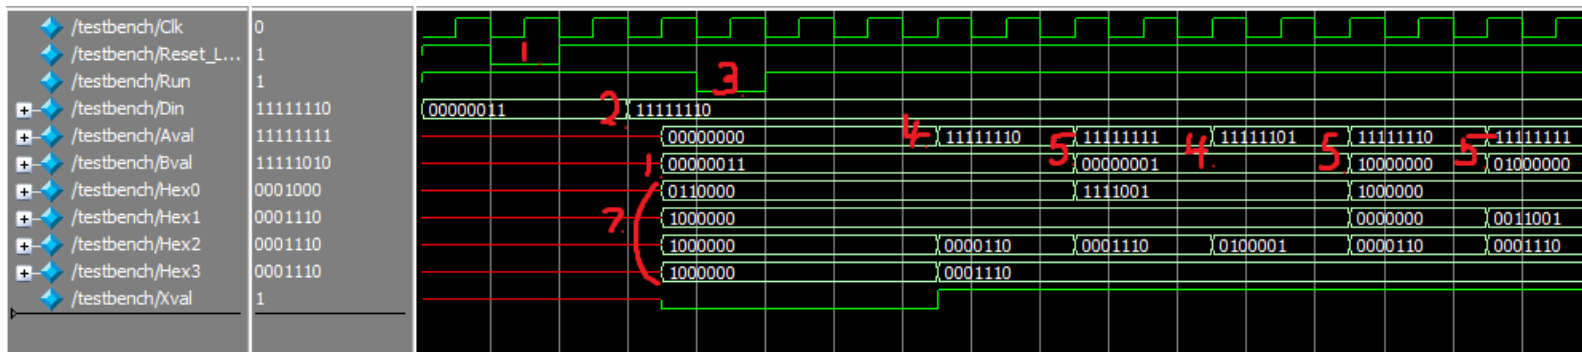 /testbench/Clk 0
/testbench/Reset_L... 1 1.
/testbench/Run 1 3
/testbench/Din 11111110 00000011 2. 11111110
/testbench/Aval 11111111 00000000 4. 11111110 5 11111111 4. 11111101 5 11111110 5 11111111
/testbench/Bval 11111010 1 00000011 00000001 10000000 01000000
/testbench/Hex0 0001000 0110000 1111001 1000000
/testbench/Hex1 0001110 7. 1000000 0000000 0011001
/testbench/Hex2 0001110 1000000 0000110 0001110 0100001 0000110 0001110
/testbench/Hex3 0001110 1000000 0001110
/testbench/Xval 1